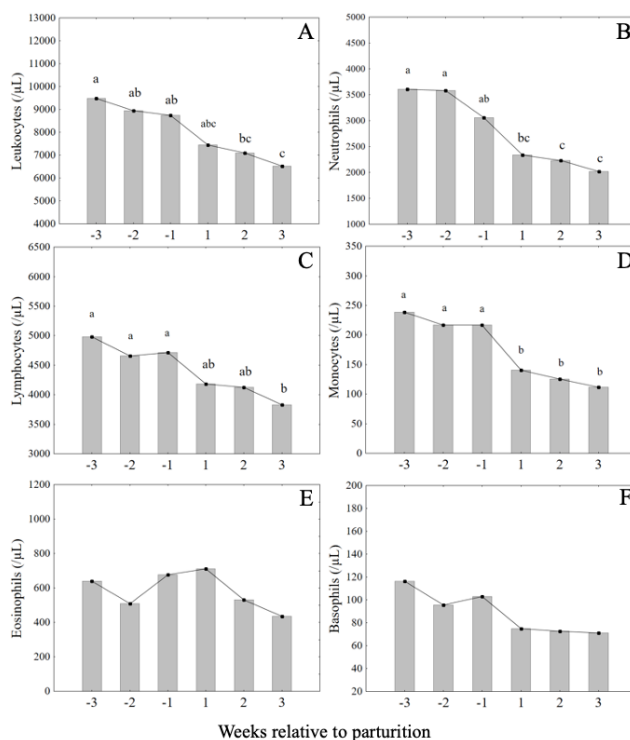 A
Leukocytes (/µL)
13000
12000
11000
10000
9000
8000
7000
6000
5000
4000
a
ab
ab
abc
bc
c
-3 -2 -1 1 2 3
B
Neutrophils (/µL)
5000
4500
4000
3500
3000
2500
2000
1500
1000
a
a
ab
bc
c
c
-3 -2 -1 1 2 3
C
Lymphocytes (/µL)
6500
6000
5500
5000
4500
4000
3500
3000
a
a
a
ab
ab
b
-3 -2 -1 1 2 3
D
Monocytes (/µL)
350
300
250
200
150
100
50
0
a
a
a
b
b
b
-3 -2 -1 1 2 3
E
Eosinophils (/µL)
1200
1000
800
600
400
200
0
-3 -2 -1 1 2 3
F
Basophils (/µL)
200
180
160
140
120
100
80
60
40
20
-3 -2 -1 1 2 3
Weeks relative to parturition